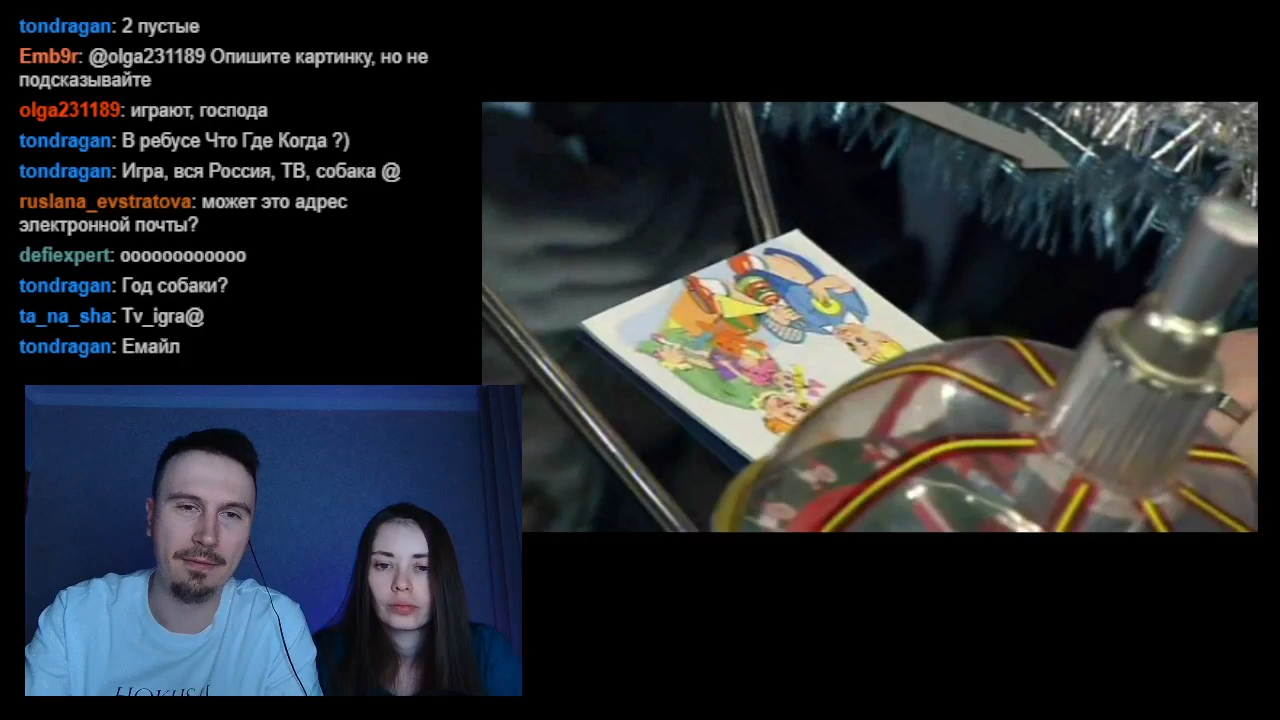 tondragan: 2 пустые
Emb9r: @olga231189 Опишите картинку, но не
подсказывайте
olga231189: играют, господа
tondragan: В ребусе Что Где Когда ?)
tondragan: Игра, вся Россия, ТВ, собака @
ruslana_evstratova: может это адрес
электронной почты?
defiexpert: оооооооооооо
tondragan: Год собаки?
ta_na_sha: Tv_igra@
tondragan: Емайл